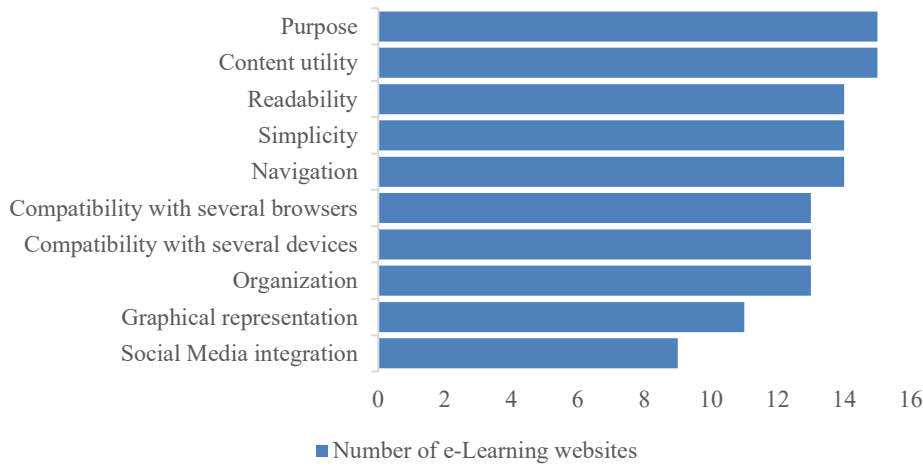 Purpose
Content utility
Readability
Simplicity
Navigation
Compatibility with several browsers
Compatibility with several devices
Organization
Graphical representation
Social Media integration
0 2 4 6 8 10 12 14 16
Number of e-Learning websites